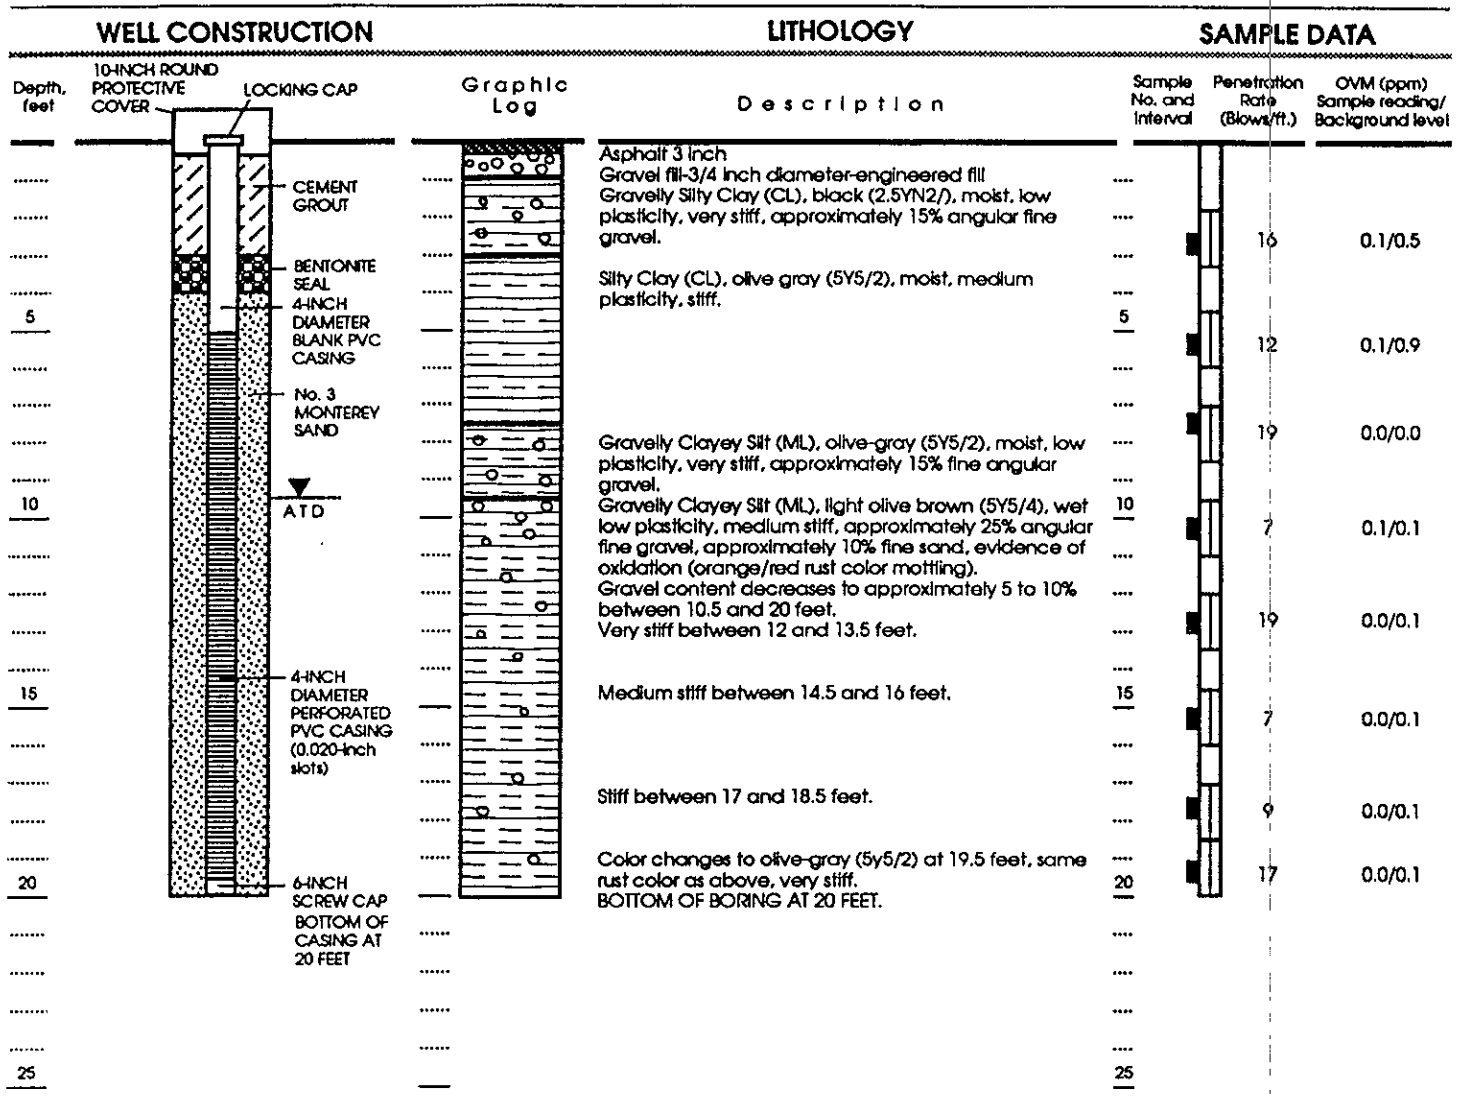 WELL CONSTRUCTION
LITHOLOGY
SAMPLE DATA
Depth,
feet
10-INCH ROUND
PROTECTIVE
COVER
LOCKING CAP
Graphic
Log
Description
Sample
No. and
Interval
Penetration
Rate
(Blows/ft.)
OVM (ppm)
Sample reading/
Background level
CEMENT
GROUT
BENTONITE
SEAL
4-INCH
DIAMETER
BLANK PVC
CASING
No. 3
MONTEREY
SAND
ATD
4-INCH
DIAMETER
PERFORATED
PVC CASING
(0.020-inch
slots)
6-INCH
SCREW CAP
BOTTOM OF
CASING AT
20 FEET
5
10
15
20
25
Asphalt 3 inch
Gravel fill-3/4 inch diameter-engineered fill
Gravelly Silty Clay (CL), black (2.5YN2/), moist, low
plasticity, very stiff, approximately 15% angular fine
gravel.
Silty Clay (CL), olive gray (5Y5/2), moist, medium
plasticity, stiff.
Gravelly Clayey Silt (ML), olive-gray (5Y5/2), moist, low
plasticity, very stiff, approximately 15% fine angular
gravel.
Gravelly Clayey Silt (ML), light olive brown (5Y5/4), wet
low plasticity, medium stiff, approximately 25% angular
fine gravel, approximately 10% fine sand, evidence of
oxidation (orange/red rust color mottling).
Gravel content decreases to approximately 5 to 10%
between 10.5 and 20 feet.
Very stiff between 12 and 13.5 feet.
Medium stiff between 14.5 and 16 feet.
Stiff between 17 and 18.5 feet.
Color changes to olive-gray (5y5/2) at 19.5 feet, same
rust color as above, very stiff.
BOTTOM OF BORING AT 20 FEET.
5
10
15
20
25
16 0.1/0.5
12 0.1/0.9
19 0.0/0.0
7 0.1/0.1
19 0.0/0.1
7 0.0/0.1
9 0.0/0.1
17 0.0/0.1